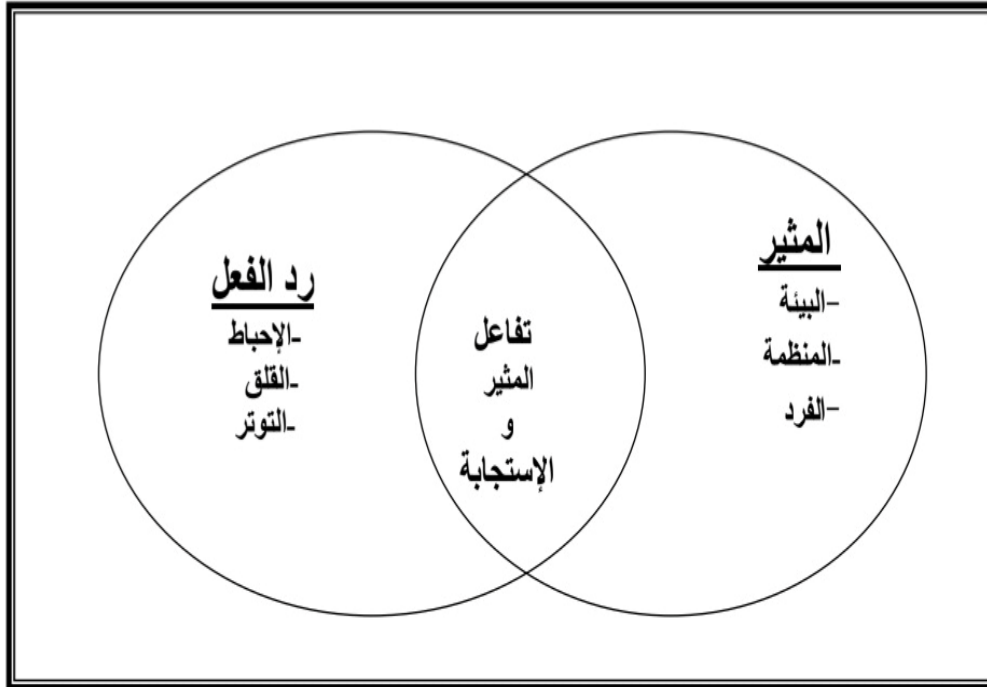 المثير
-البيئة
-المنظمة
-الفرد
تفاعل
المثير
و
الإستجابة
رد الفعل
-الإحباط
-القلق
-التوتر